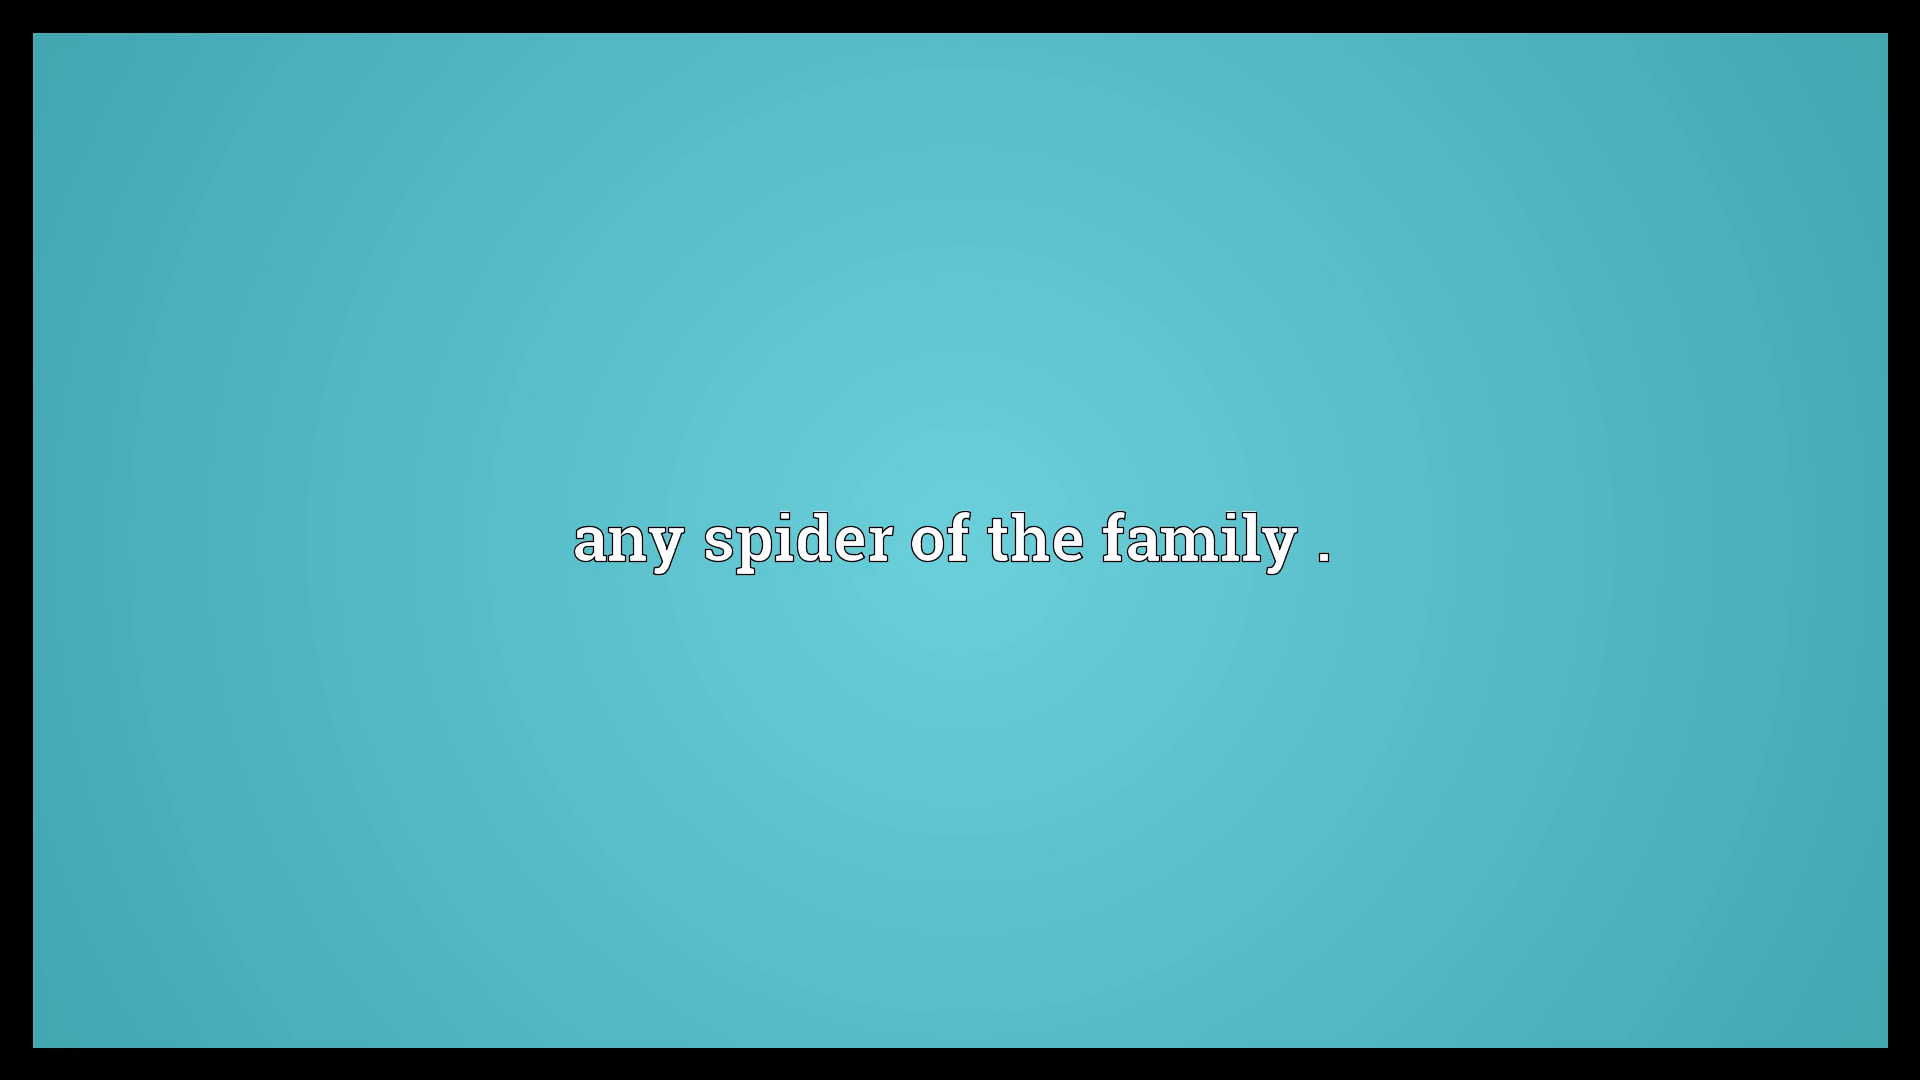 any spider of the family .